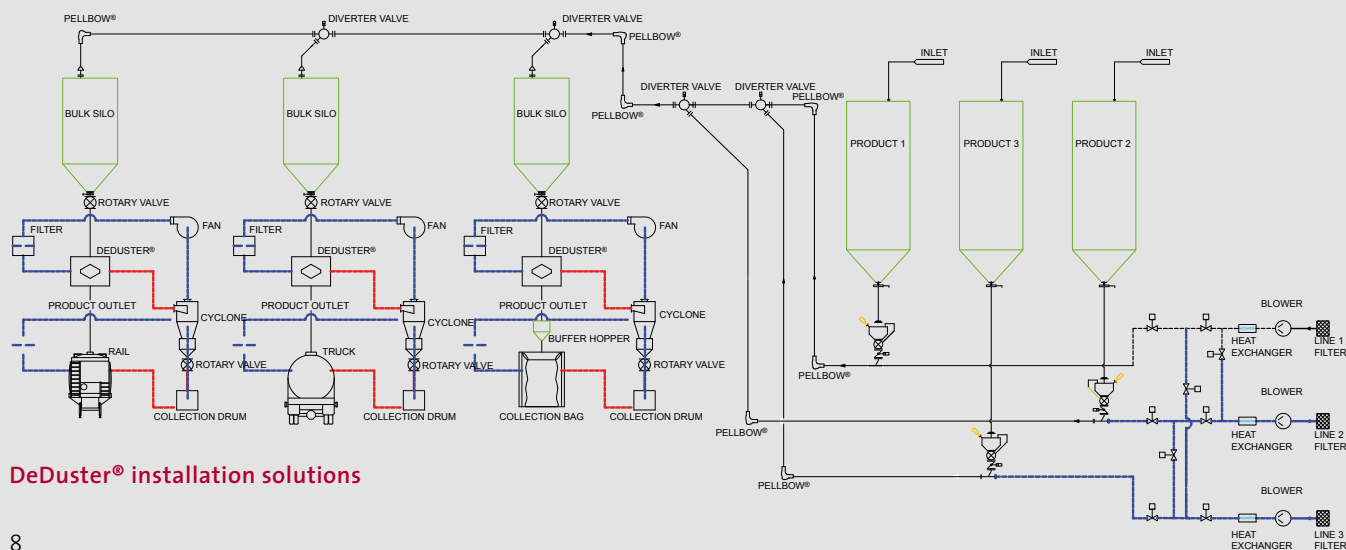 PELLBOW®
DIVERTER VALVE
DIVERTER VALVE
PELLBOW®
INLET
INLET
INLET
DIVERTER VALVE
DIVERTER VALVE
PELLBOW®
PELLBOW®
BULK SILO
BULK SILO
BULK SILO
PRODUCT 1
PRODUCT 3
PRODUCT 2
ROTARY VALVE
ROTARY VALVE
ROTARY VALVE
FILTER
FAN
FILTER
FAN
FILTER
FAN
DEDUSTER®
DEDUSTER®
DEDUSTER®
PRODUCT OUTLET
PRODUCT OUTLET
PRODUCT OUTLET
CYCLONE
CYCLONE
CYCLONE
BUFFER HOPPER
RAIL
TRUCK
ROTARY VALVE
ROTARY VALVE
ROTARY VALVE
COLLECTION DRUM
COLLECTION DRUM
COLLECTION BAG
COLLECTION DRUM
PELLBOW®
PELLBOW®
PELLBOW®
BLOWER
HEAT
EXCHANGER
LINE 1
FILTER
BLOWER
HEAT
EXCHANGER
LINE 2
FILTER
BLOWER
HEAT
EXCHANGER
LINE 3
FILTER
DeDuster® installation solutions
8